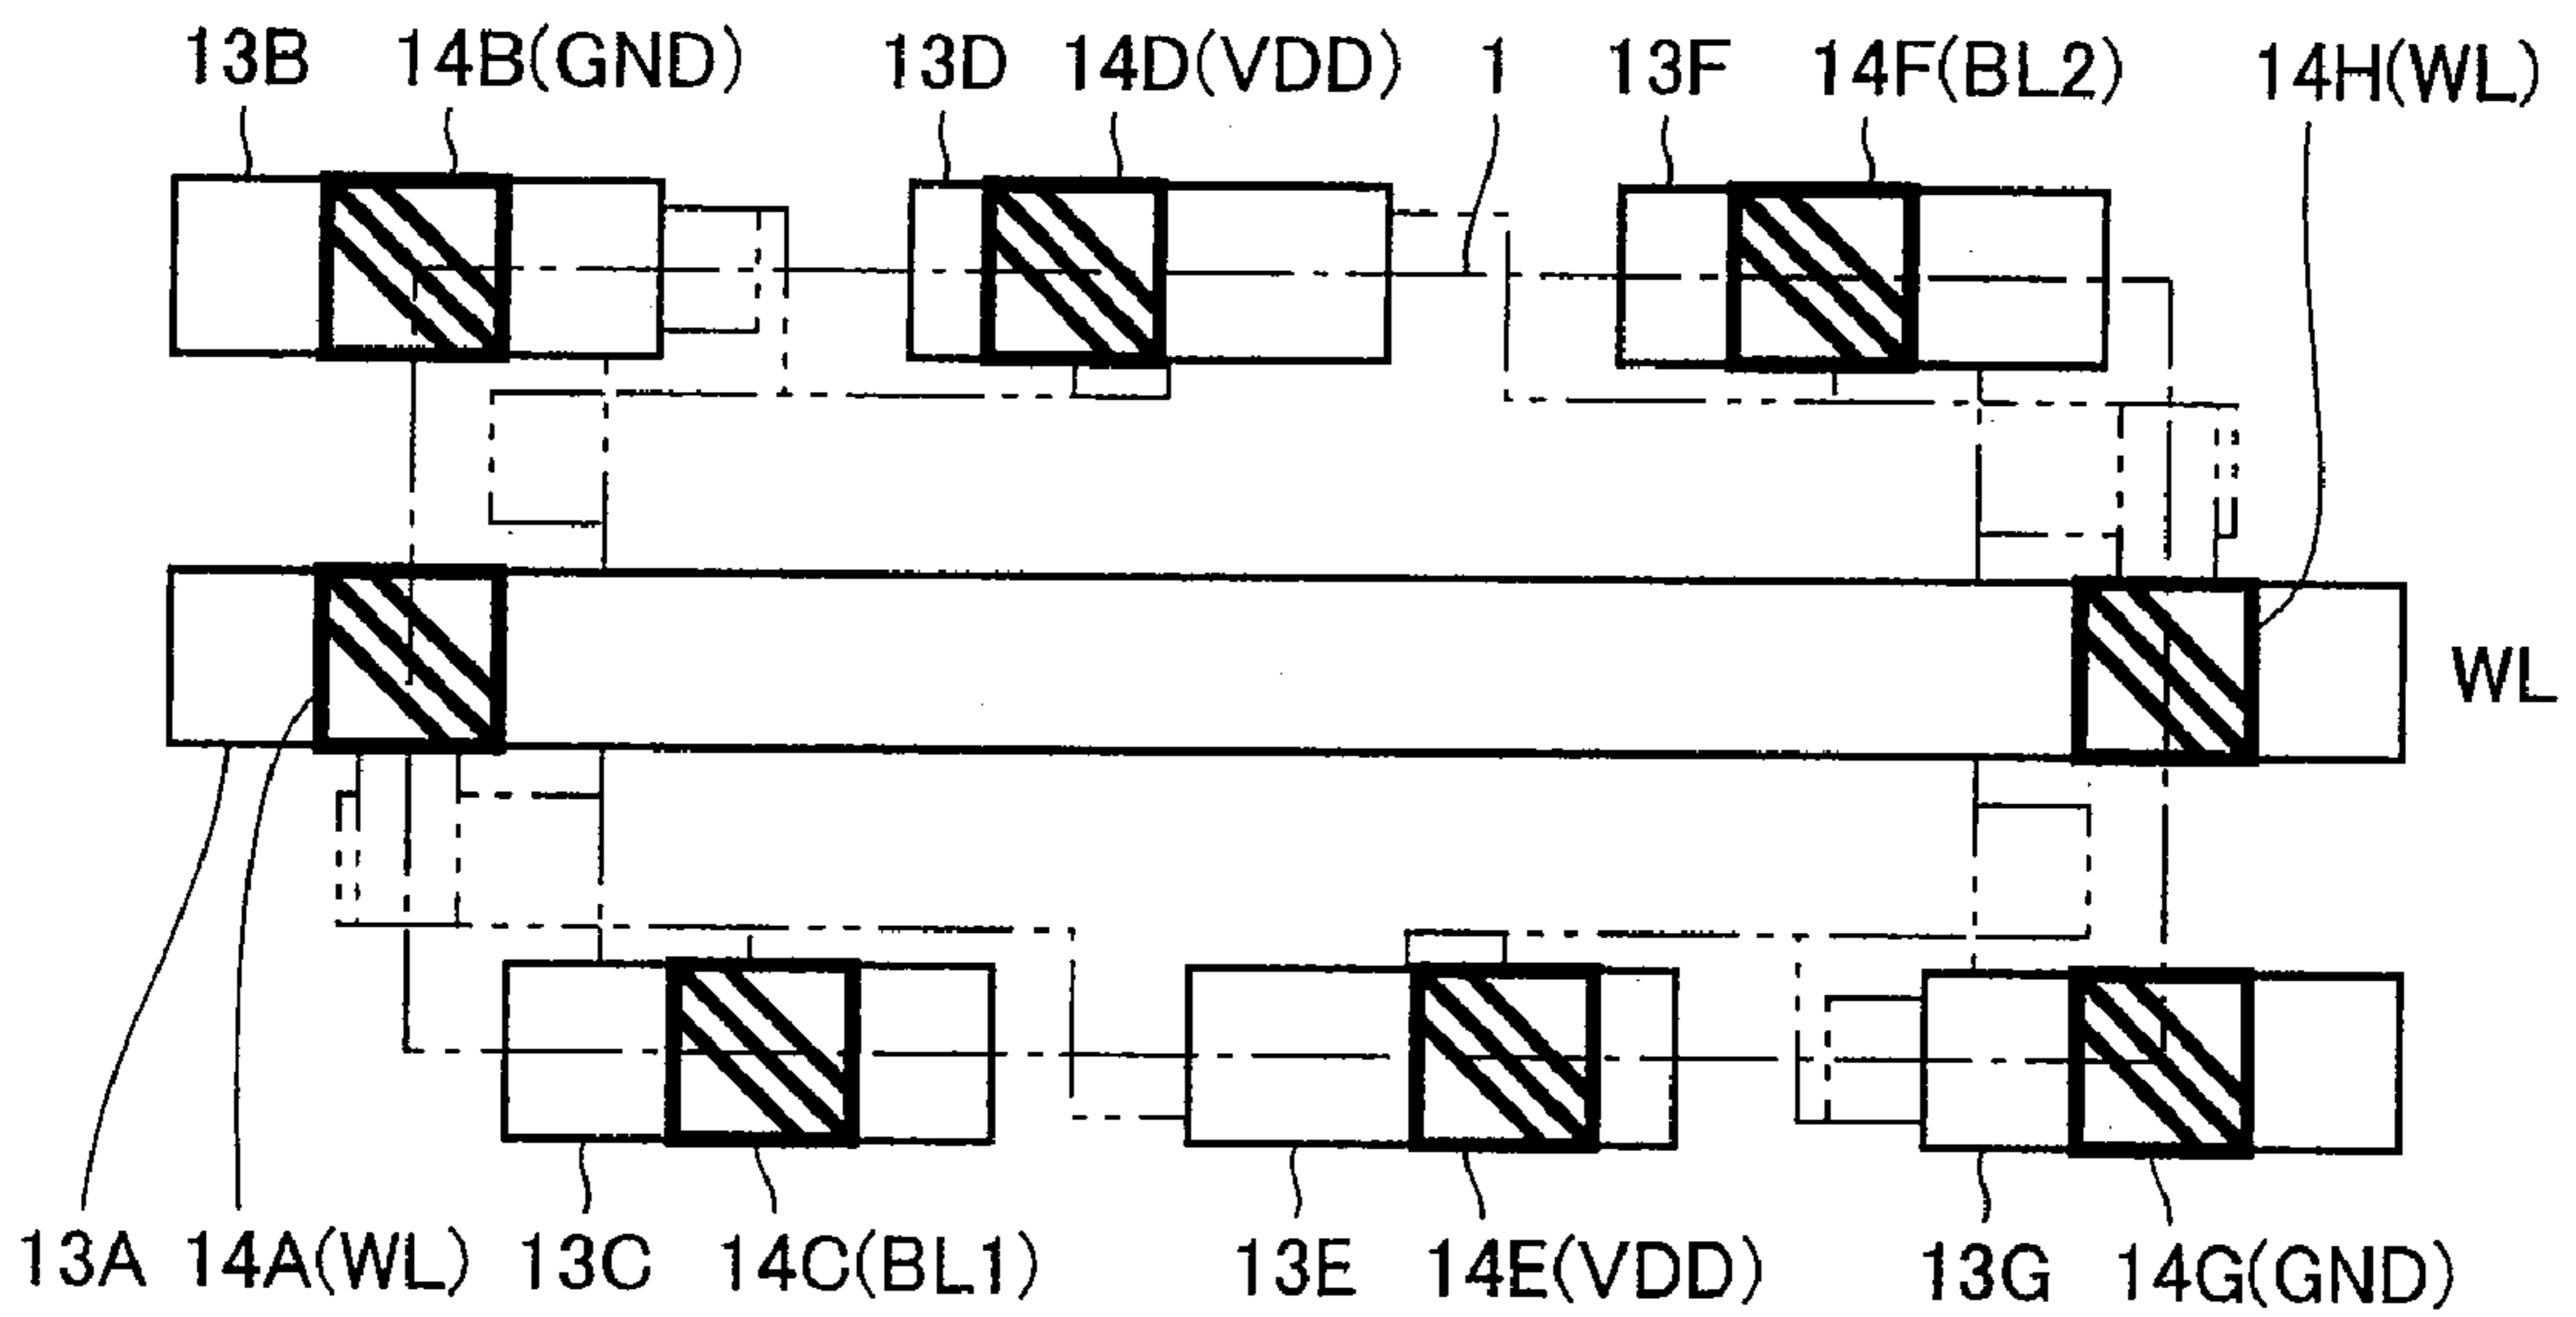 13B 14B(GND) 13D 14D(VDD) 1 13F 14F(BL2) 14H(WL)
WL
13A 14A(WL) 13C 14C(BL1) 13E 14E(VDD) 13G 14G(GND)